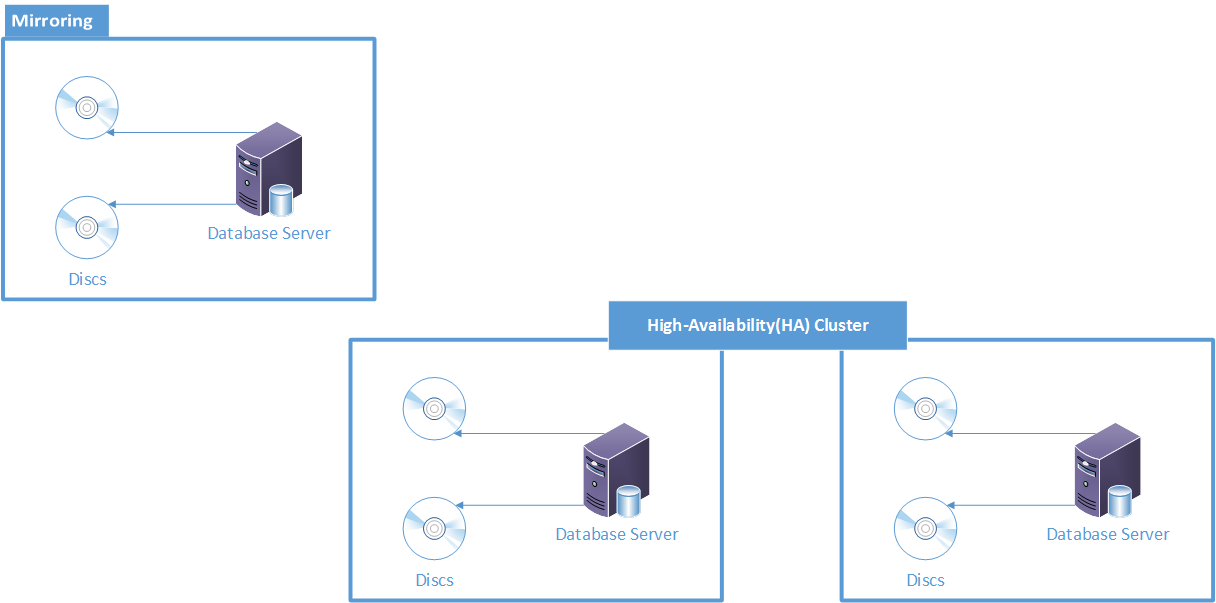 Mirroring
Database Server
Discs
High-Availability(HA) Cluster
Database Server
Discs
Database Server
Discs